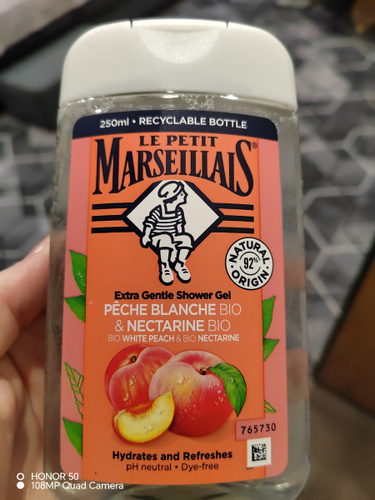 250ml • RECYCLABLE BOTTLE
LE PETIT
MARSEILLAIS®
NATURAL
92%
ORIGIN
Extra Gentle Shower Gel
PÊCHE BLANCHE BIO
& NECTARINE BIO
BIO WHITE PEACH & BIO NECTARINE
765730
Hydrates and Refreshes
pH neutral • Dye-free
HONOR 50
108MP Quad Camera